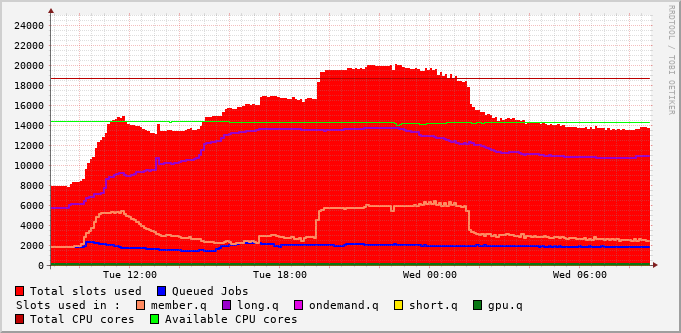 24000
22000
20000
18000
16000
14000
12000
10000
8000
6000
4000
2000
0
Tue 12:00 Tue 18:00 Wed 00:00 Wed 06:00
RRDTOOL / TOBI OETIKER
Total slots used Queued Jobs
Slots used in : member.q long.q ondemand.q short.q gpu.q
Total CPU cores Available CPU cores